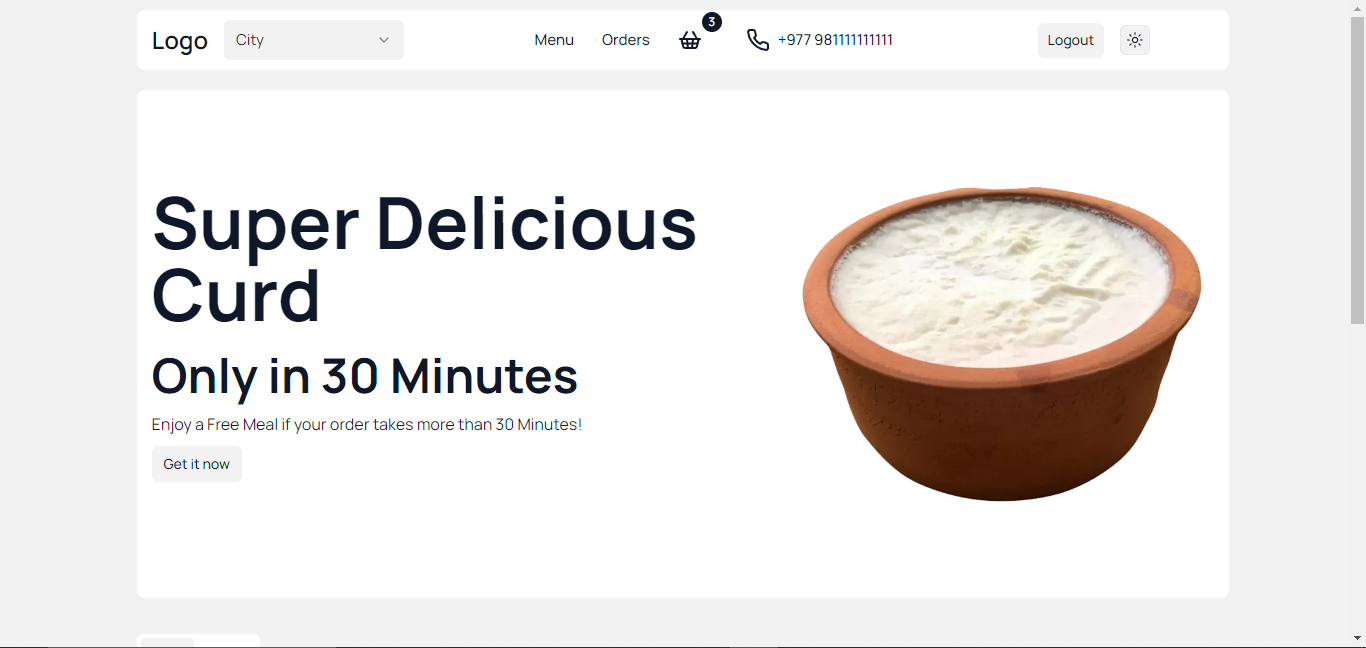 Logo
City
Menu
Orders
3
+977 981111111111
Logout
Super Delicious
Curd
Only in 30 Minutes
Enjoy a Free Meal if your order takes more than 30 Minutes!
Get it now